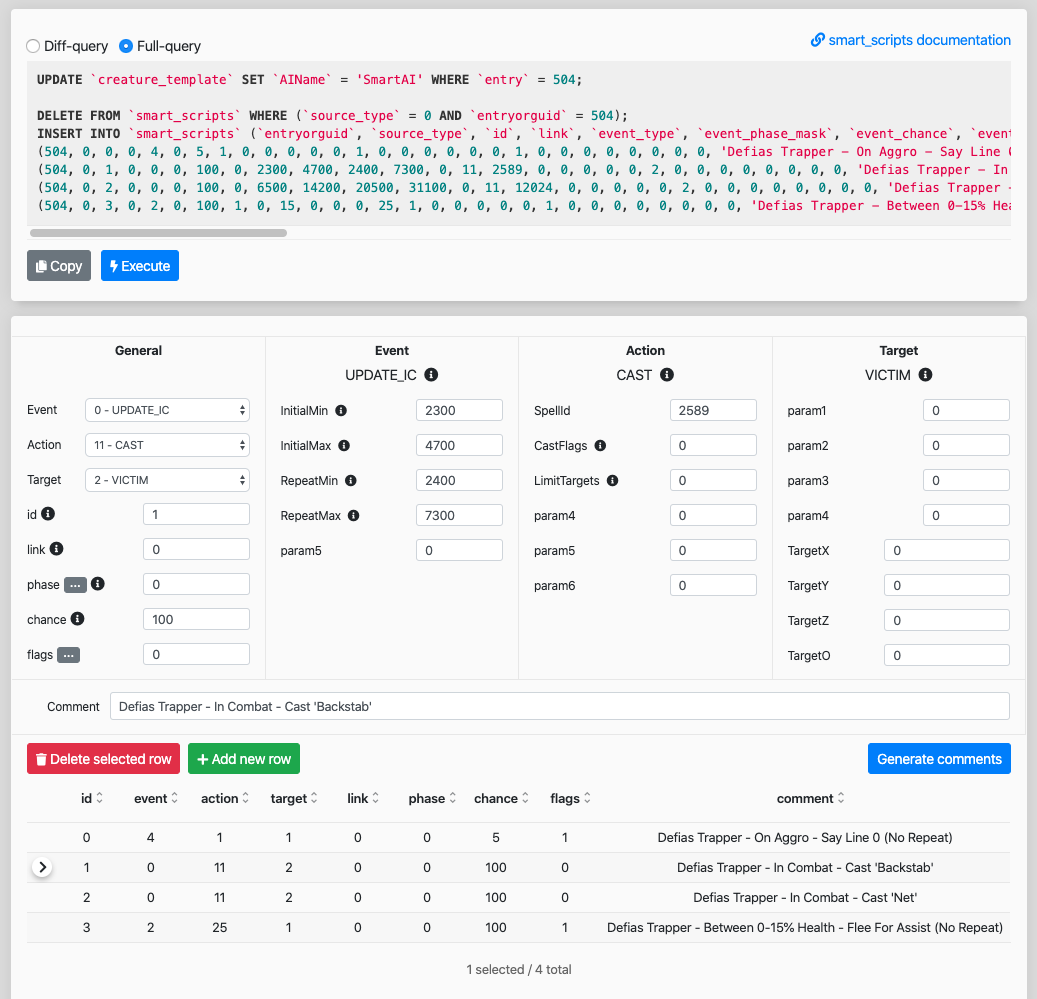 Diff-query Full-query smart_scripts documentation
UPDATE `creature_template` SET `AIName` = 'SmartAI' WHERE `entry` = 504;
DELETE FROM `smart_scripts` WHERE (`source_type` = 0 AND `entryorguid` = 504);
INSERT INTO `smart_scripts` (`entryorguid`, `source_type`, `id`, `link`, `event_type`, `event_phase_mask`, `event_chance`, `event
(504, 0, 0, 0, 4, 0, 5, 1, 0, 0, 0, 0, 0, 1, 0, 0, 0, 0, 0, 0, 1, 0, 0, 0, 0, 0, 0, 0, 0, 'Defias Trapper - On Aggro - Say Line 0
(504, 0, 1, 0, 0, 0, 100, 0, 2300, 4700, 2400, 7300, 0, 11, 2589, 0, 0, 0, 0, 0, 2, 0, 0, 0, 0, 0, 0, 0, 0, 'Defias Trapper - In
(504, 0, 2, 0, 0, 0, 100, 0, 6500, 14200, 20500, 31100, 0, 11, 12024, 0, 0, 0, 0, 0, 2, 0, 0, 0, 0, 0, 0, 0, 0, 'Defias Trapper -
(504, 0, 3, 0, 2, 0, 100, 1, 0, 15, 0, 0, 0, 25, 1, 0, 0, 0, 0, 0, 1, 0, 0, 0, 0, 0, 0, 0, 0, 'Defias Trapper - Between 0-15% Hea
Copy Execute
General Event Action Target
UPDATE_IC CAST VICTIM
Event 0 - UPDATE_IC InitialMin 2300 SpellId 2589 param1 0
Action 11 - CAST InitialMax 4700 CastFlags 0 param2 0
Target 2 - VICTIM RepeatMin 2400 LimitTargets 0 param3 0
id 1 RepeatMax 7300 param4 0 param4 0
link 0 param5 0 param5 0 TargetX 0
phase ... 0 param6 0 TargetY 0
chance 100 TargetZ 0
flags ... 0 TargetO 0
Comment Defias Trapper - In Combat - Cast 'Backstab'
Delete selected row + Add new row Generate comments
id event action target link phase chance flags comment
0 4 1 1 0 0 5 1 Defias Trapper - On Aggro - Say Line 0 (No Repeat)
1 0 11 2 0 0 100 0 Defias Trapper - In Combat - Cast 'Backstab'
2 0 11 2 0 0 100 0 Defias Trapper - In Combat - Cast 'Net'
3 2 25 1 0 0 100 1 Defias Trapper - Between 0-15% Health - Flee For Assist (No Repeat)
1 selected / 4 total